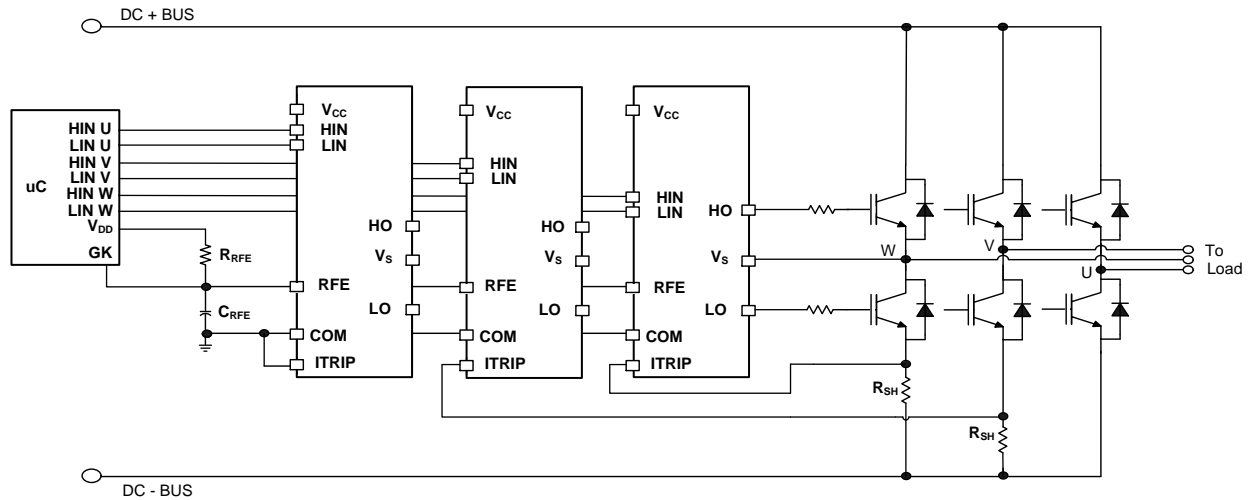 DC + BUS
uC
HIN U
LIN U
HIN V
LIN V
HIN W
LIN W
VDD
GK
RRFE
CRFE
VCC
HIN
LIN
HO
VS
RFE
LO
COM
ITRIP
VCC
HIN
LIN
HO
VS
RFE
LO
COM
ITRIP
VCC
HIN
LIN
HO
VS
RFE
LO
COM
ITRIP
W
V
U
To
Load
RSH
RSH
DC - BUS